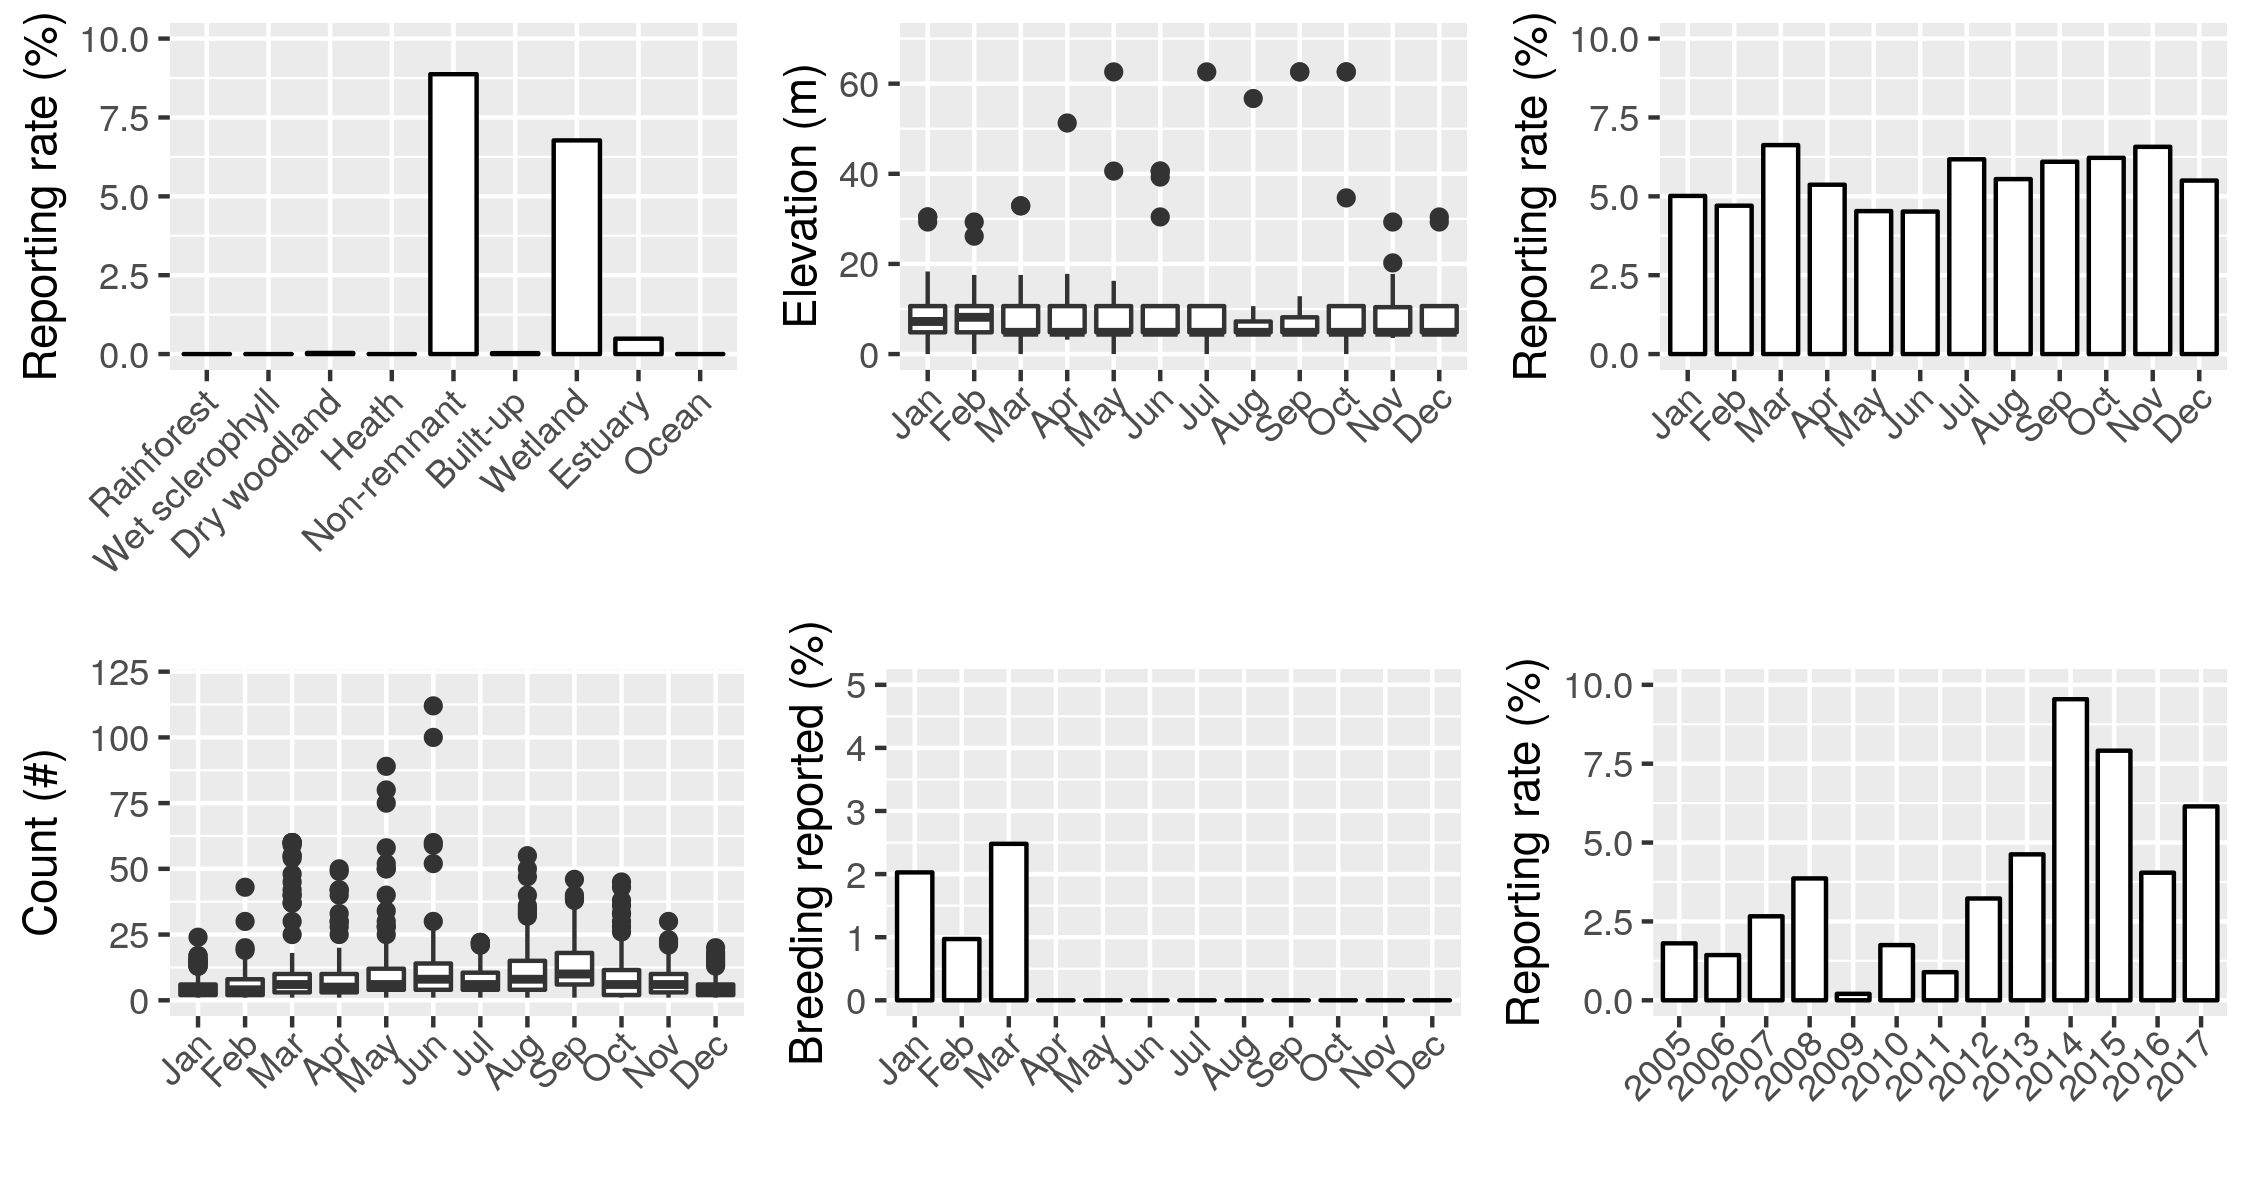 Reporting rate (%)
10.0
7.5
5.0
2.5
0.0
Rainforest
Wet sclerophyll
Dry woodland
Heath
Non-remnant
Built-up
Wetland
Estuary
Ocean
Elevation (m)
60
40
20
0
Jan
Feb
Mar
Apr
May
Jun
Jul
Aug
Sep
Oct
Nov
Dec
Reporting rate (%)
10.0
7.5
5.0
2.5
0.0
Jan
Feb
Mar
Apr
May
Jun
Jul
Aug
Sep
Oct
Nov
Dec
Count (#)
125
100
75
50
25
0
Jan
Feb
Mar
Apr
May
Jun
Jul
Aug
Sep
Oct
Nov
Dec
Breeding reported (%)
5
4
3
2
1
0
Jan
Feb
Mar
Apr
May
Jun
Jul
Aug
Sep
Oct
Nov
Dec
Reporting rate (%)
10.0
7.5
5.0
2.5
0.0
2005
2006
2007
2008
2009
2010
2011
2012
2013
2014
2015
2016
2017